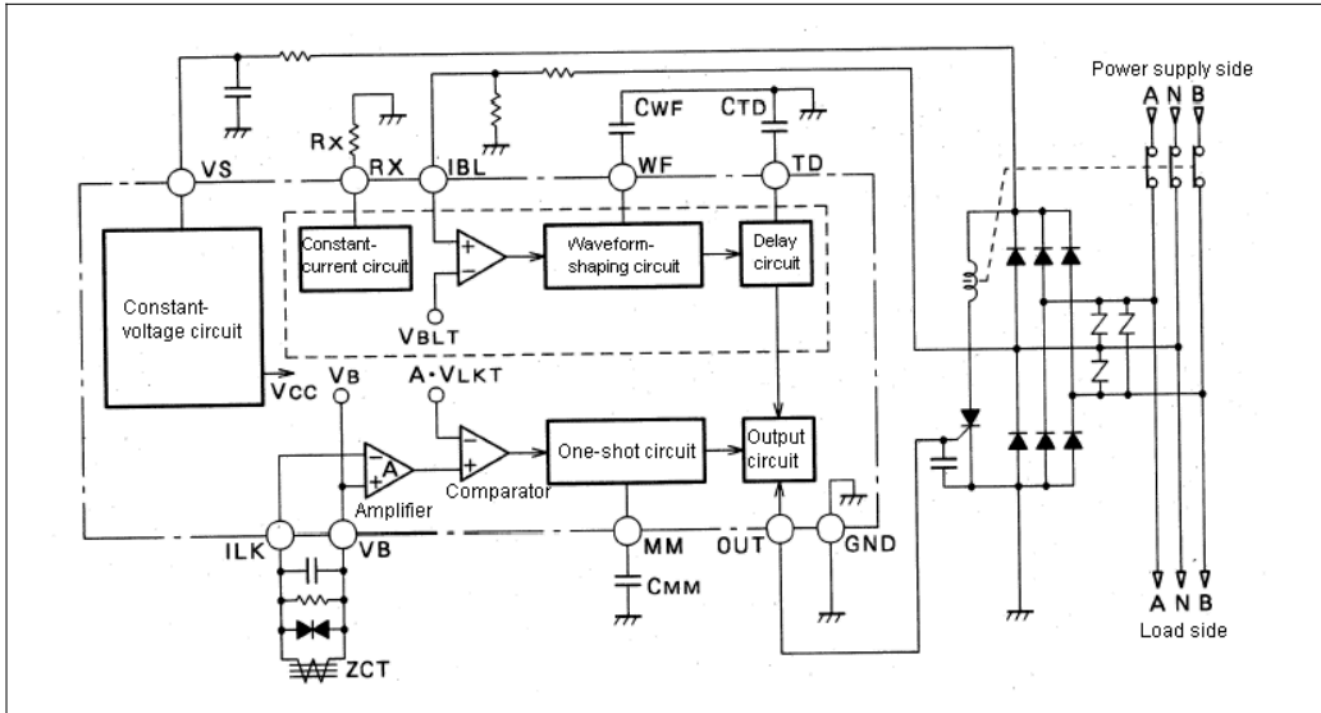 Power supply side
A N B
CWF
CTD
RX
VS
RX
IBL
WF
TD
Constant-
current circuit
Waveform-
shaping circuit
Delay
circuit
Constant-
voltage circuit
VBLT
VCC
VB
A·VLKT
A
One-shot circuit
Output
circuit
Comparator
Amplifier
ILK
VB
MM
OUT
GND
CMM
ZCT
A N B
Load side